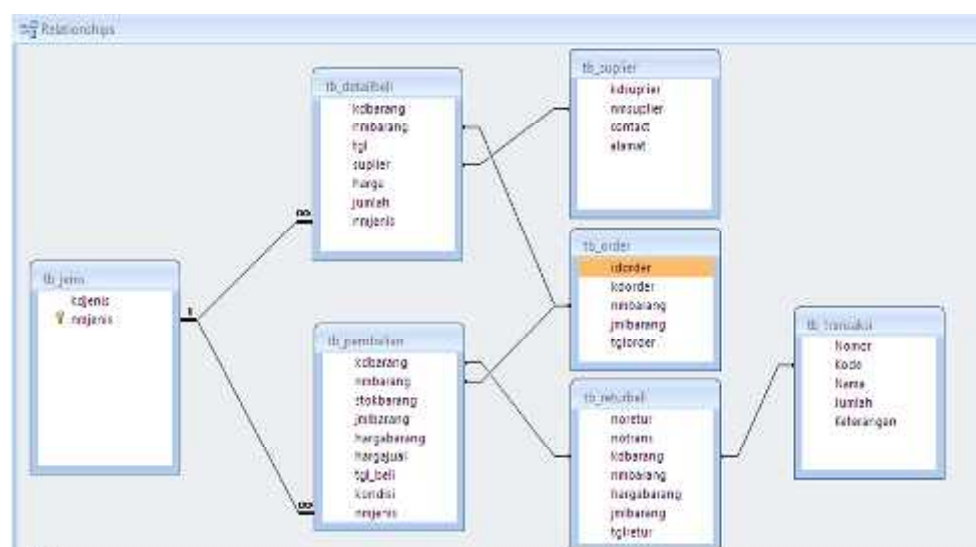 Relationships
tb_detailbeli
kdbarang
nmbarang
tgl
suplier
harga
jumlah
nmjenis
tb_suplier
kdsuplier
nmsuplier
contact
alamat
tb_order
idorder
kdorder
nmbarang
jmlbarang
tglorder
tb_jenis
kdjenis
nmjenis
tb_pembelian
kdbarang
nmbarang
stokbarang
jmlbarang
hargabarang
hargajual
tgl_beli
kondisi
nmjenis
tb_returbeli
noretur
notrans
kdbarang
nmbarang
hargabarang
jmlbarang
tglretur
tb_transaksi
Nomor
Kode
Nama
Jumlah
Keterangan
∞
1
∞